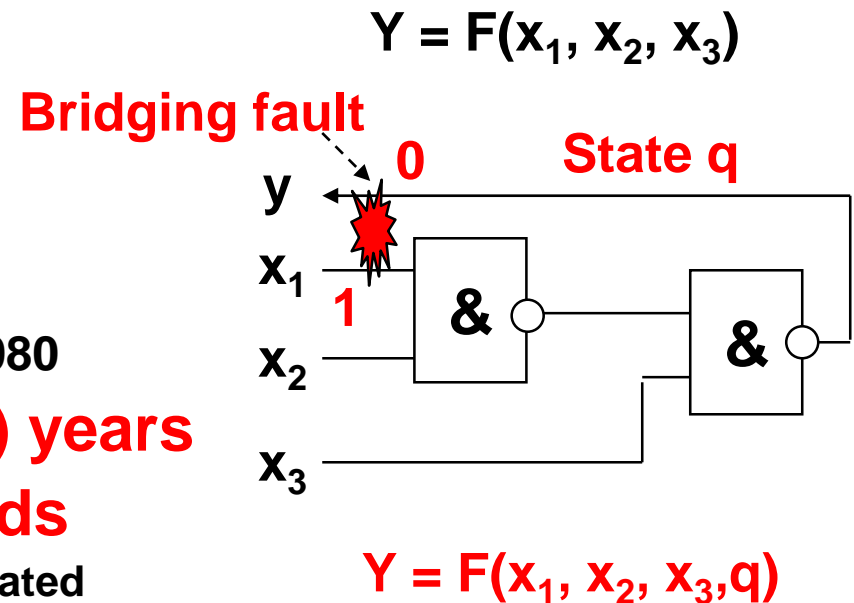 Y = F(x₁, x₂, x₃)
Bridging fault
0
State q
y
x₁
1
&
&
x₂
x₃
080
) years
ds
ated
Y = F(x₁, x₂, x₃,q)